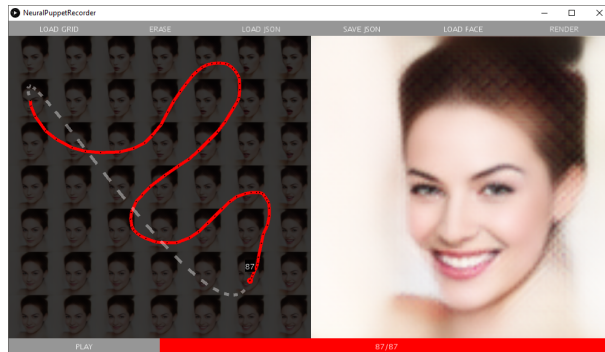 NeuralPuppetRecorder
LOAD GRID ERASE LOAD JSON SAVE JSON LOAD FACE RENDER
87
PLAY 87/87